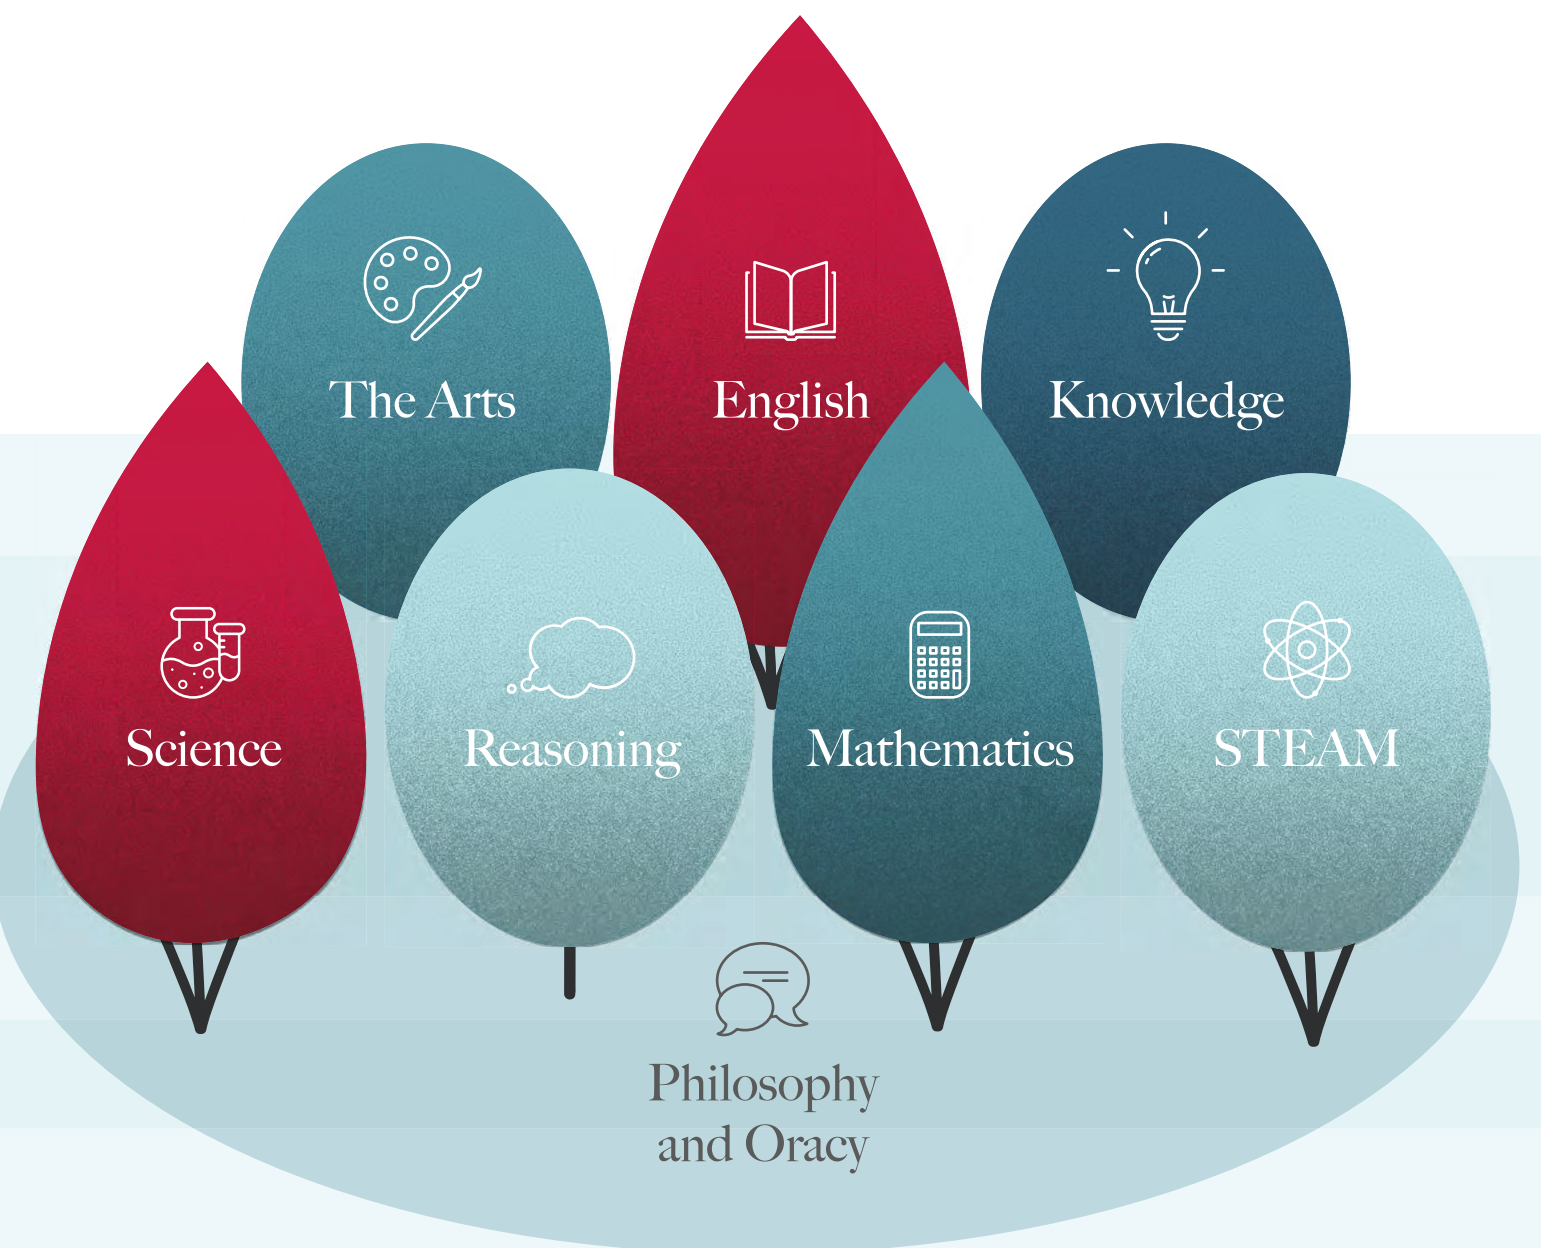 The Arts
English
Knowledge
Science
Reasoning
Mathematics
STEAM
Philosophy
and Oracy